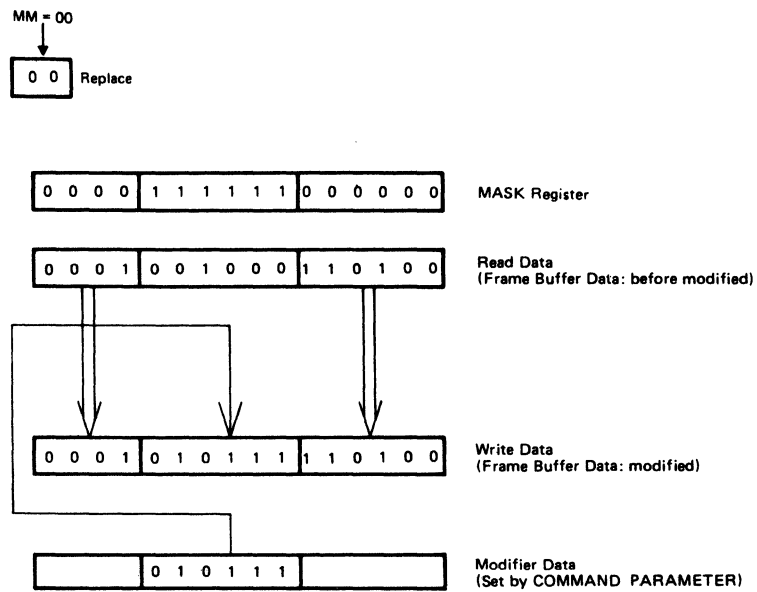 MM = 00
0 0 Replace
0 0 0 0 1 1 1 1 1 1 0 0 0 0 0 0 MASK Register
0 0 0 1 0 0 1 0 0 0 1 1 0 1 0 0 Read Data
(Frame Buffer Data: before modified)
0 0 0 1 0 1 0 1 1 1 1 1 0 1 0 0 Write Data
(Frame Buffer Data: modified)
0 1 0 1 1 1 Modifier Data
(Set by COMMAND PARAMETER)